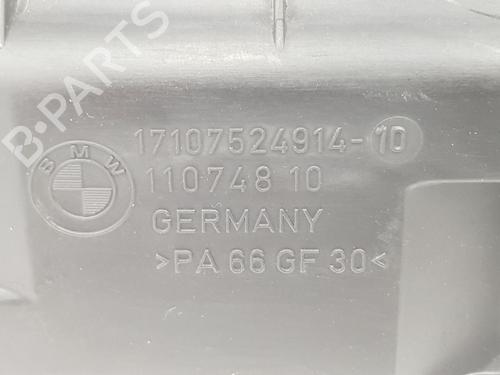 B-PARTS
17107524914-10
BMW
110748 10
GERMANY
>PA 66 GF 30<